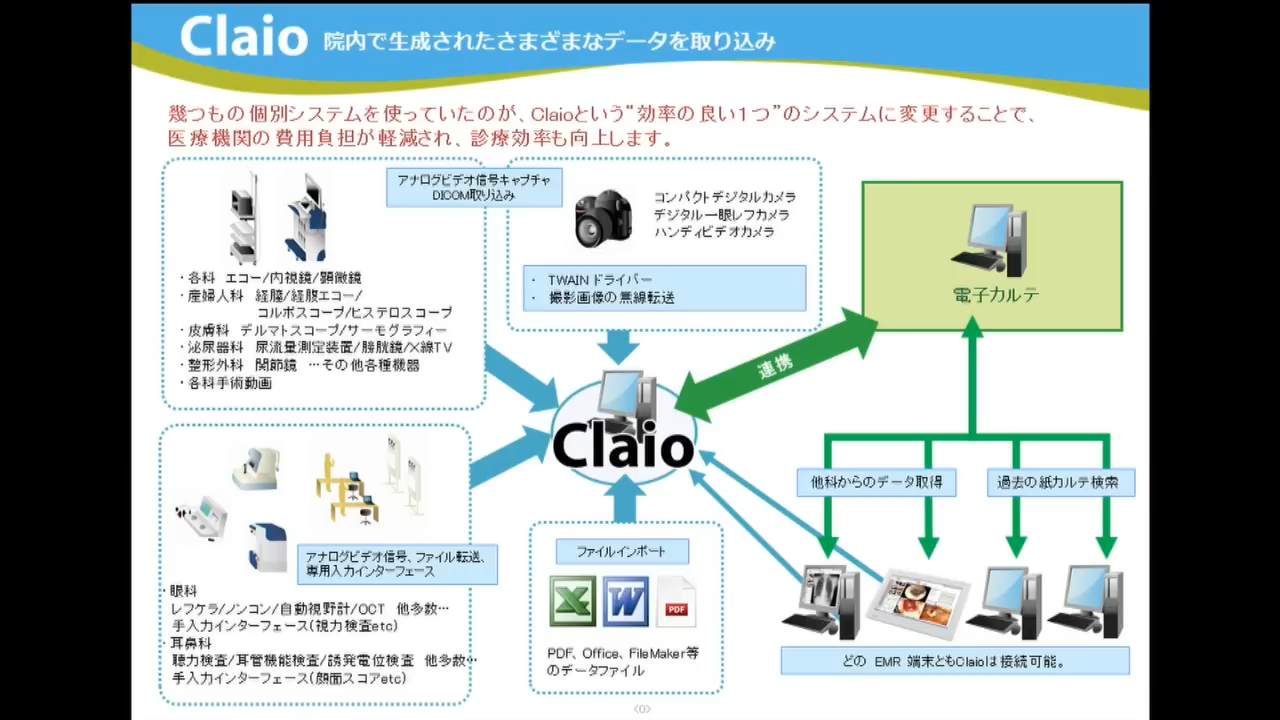 Claio 院内で生成されたさまざまなデータを取り込み
幾つもの個別システムを使っていたのが、Claioという“効率の良い１つ”のシステムに変更することで、
医療機関の費用負担が軽減され、診療効率も向上します。
アナログビデオ信号キャプチャ
DICOM取り込み
・各科 エコー/内視鏡/顕微鏡
・産婦人科 経膣/経腹エコー/
コルポスコープ/ヒステロスコープ
・皮膚科 デルマトスコープ/サーモグラフィー
・泌尿器科 尿流量測定装置/膀胱鏡/X線TV
・整形外科 関節鏡 …その他各種機器
・各科手術動画
コンパクトデジタルカメラ
デジタル一眼レフカメラ
ハンディビデオカメラ
・ TWAINドライバー
・ 撮影画像の無線転送
電子カルテ
連携
Claio
アナログビデオ信号、ファイル転送、
専用入力インターフェース
・眼科
レフケラ/ノンコン/自動視野計/OCT 他多数…
手入力インターフェース(視力検査etc)
・耳鼻科
聴力検査/耳管機能検査/誘発電位検査 他多数…
手入力インターフェース(顔面スコアetc)
ファイルインポート
X
W
PDF
PDF、Office、FileMaker等
のデータファイル
他科からのデータ取得
過去の紙カルテ検索
どの EMR 端末ともClaioは接続可能。
‹0›